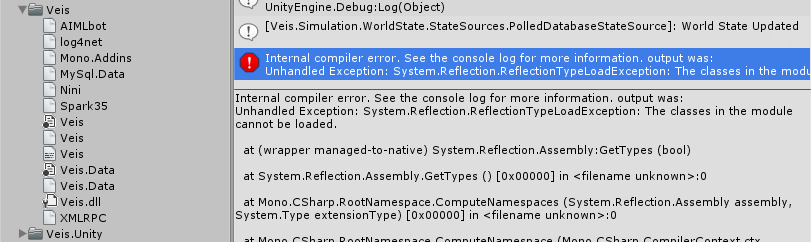 Veis
AIMLbot
log4net
Mono.Addins
MySql.Data
Nini
Spark35
Veis
Veis
Veis
Veis.Data
Veis.Data
Veis.dll
XMLRPC
Veis.Unity
UnityEngine.Debug:Log(Object)
[Veis.Simulation.WorldState.StateSources.PolledDatabaseStateSource]: World State Updated
Internal compiler error. See the console log for more information. output was:
Unhandled Exception: System.Reflection.ReflectionTypeLoadException: The classes in the modu
Internal compiler error. See the console log for more information. output was:
Unhandled Exception: System.Reflection.ReflectionTypeLoadException: The classes in the module
cannot be loaded.
at (wrapper managed-to-native) System.Reflection.Assembly:GetTypes (bool)
at System.Reflection.Assembly.GetTypes () [0x00000] in <filename unknown>:0
at Mono.CSharp.RootNamespace.ComputeNamespaces (System.Reflection.Assembly assembly,
System.Type extensionType) [0x00000] in <filename unknown>:0
at Mono.CSharp.RootNamespace.ComputeNamespaces (Mono.CSharp.CompilerContext ctx,